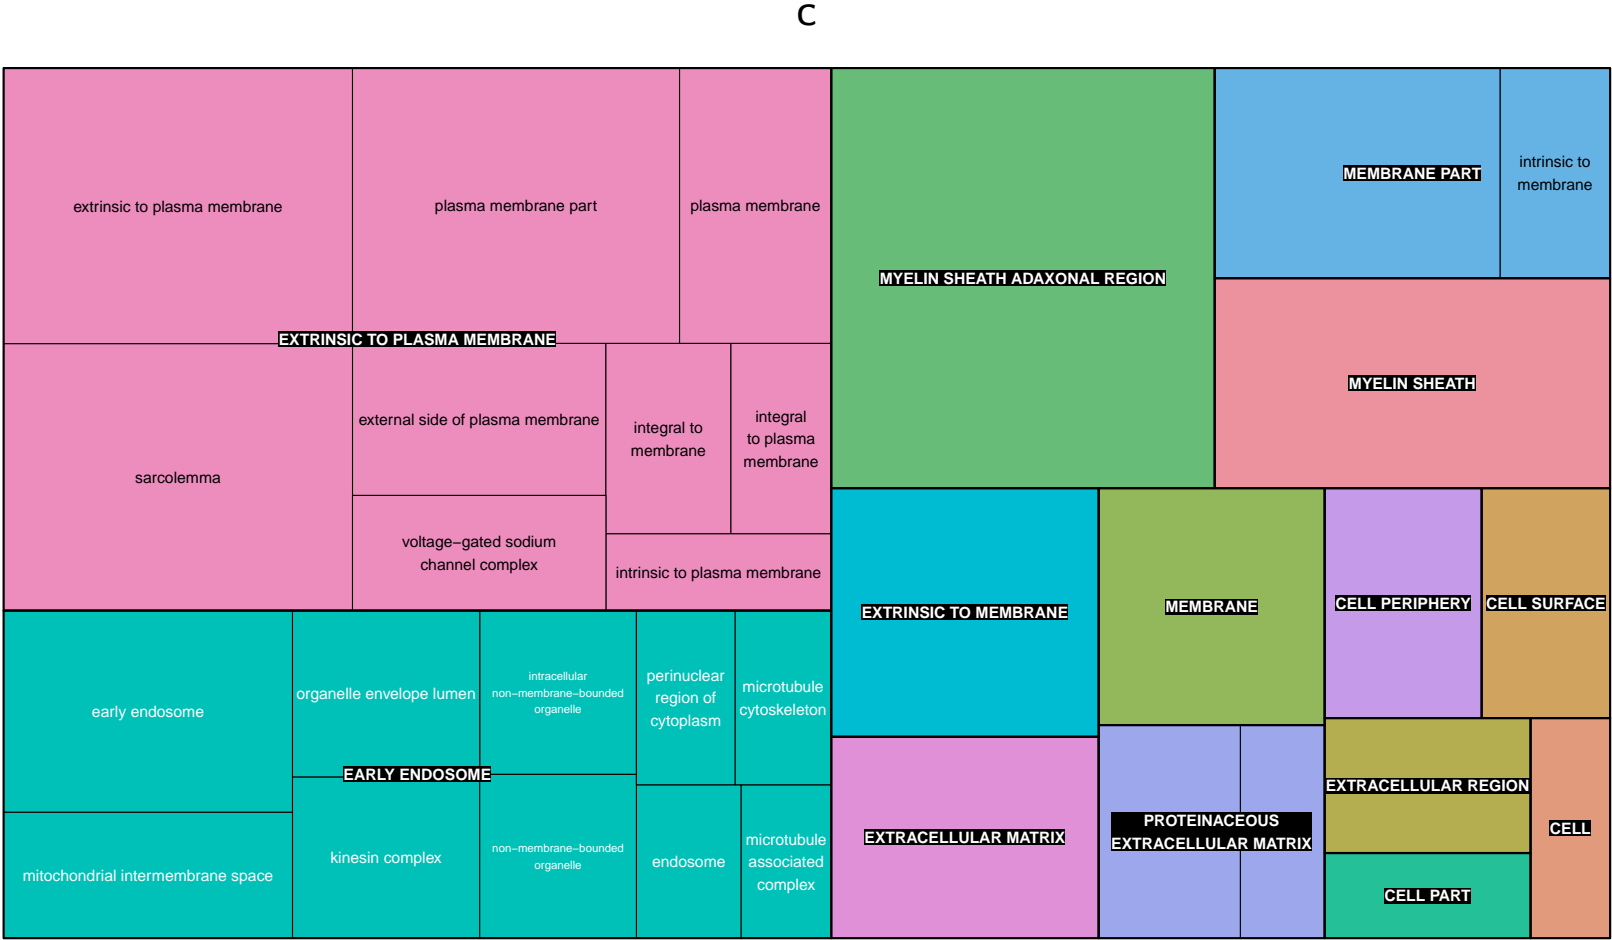 C
extrinsic to plasma membrane
plasma membrane part
plasma membrane
EXTRINSIC TO PLASMA MEMBRANE
sarcolemma
external side of plasma membrane
voltage−gated sodium
channel complex
integral to
membrane
integral
to plasma
membrane
intrinsic to plasma membrane
early endosome
mitochondrial intermembrane space
organelle envelope lumen
EARLY ENDOSOME
kinesin complex
intracellular
non−membrane−bounded
organelle
non−membrane−bounded
organelle
perinuclear
region of
cytoplasm
microtubule
cytoskeleton
endosome
microtubule
associated
complex
MYELIN SHEATH ADAXONAL REGION
MEMBRANE PART
intrinsic to
membrane
MYELIN SHEATH
EXTRINSIC TO MEMBRANE
MEMBRANE
CELL PERIPHERY
CELL SURFACE
EXTRACELLULAR MATRIX
PROTEINACEOUS
EXTRACELLULAR MATRIX
EXTRACELLULAR REGION
CELL PART
CELL